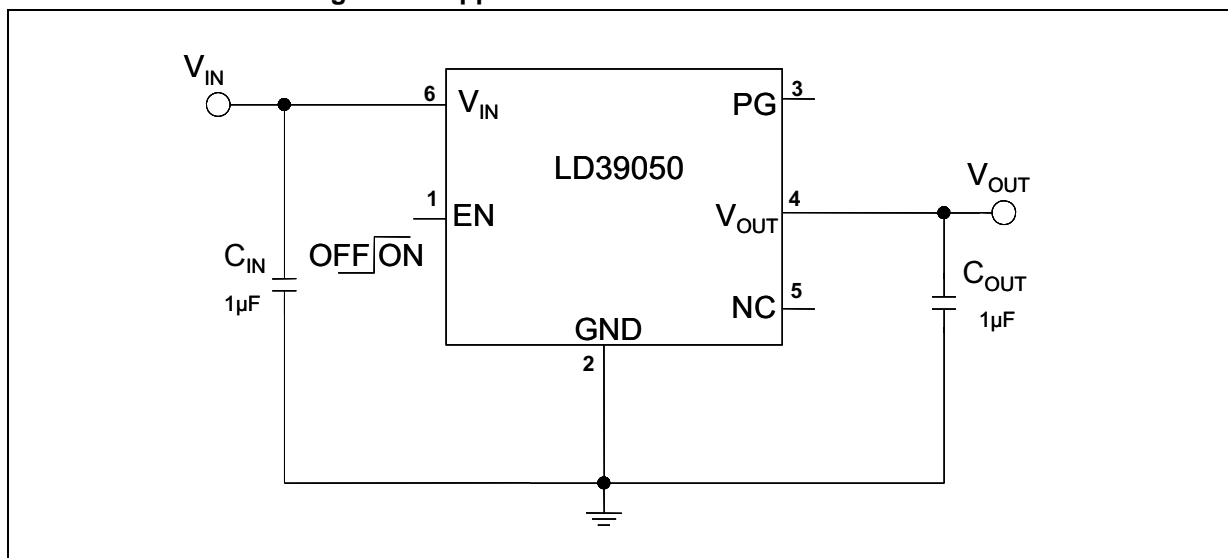 V_IN
6
V_IN
PG
3
LD39050
1
EN
OFF ON
V_OUT
4
V_OUT
C_IN
1µF
NC
5
C_OUT
1µF
GND
2